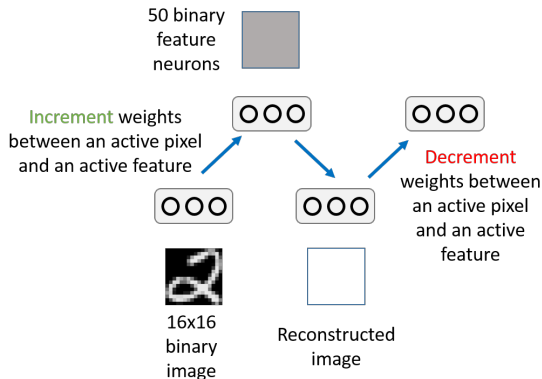 50 binary
feature
neurons
Increment weights
between an active pixel
and an active feature
Decrement
weights between
an active pixel
and an active
feature
16x16
binary
image
Reconstructed
image